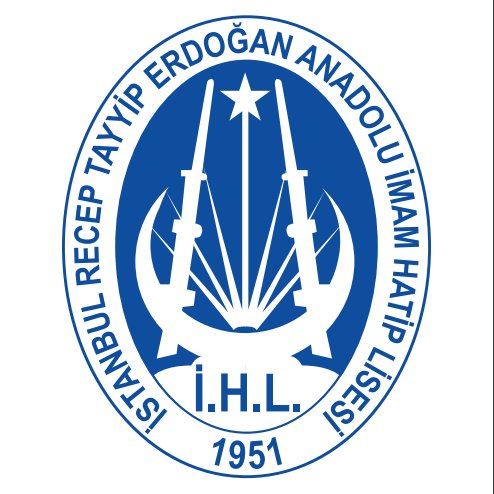 İSTANBUL RECEP TAYYİP ERDOĞAN ANADOLU İMAM HATİP LİSESİ
İ.H.L.
1951